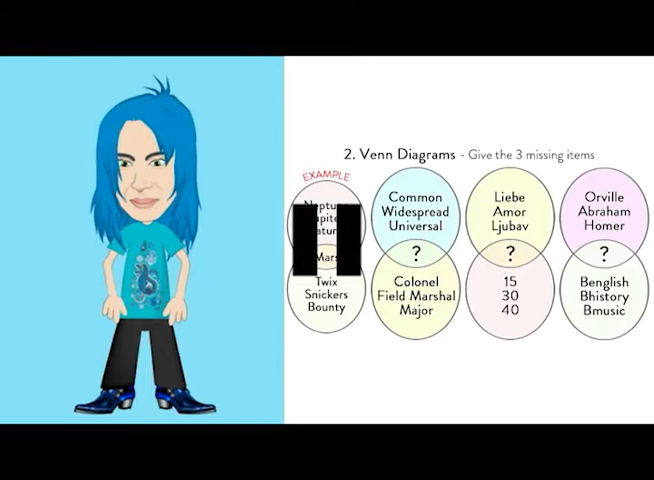 2. Venn Diagrams - Give the 3 missing items
EXAMPLE
Mars
Twix
Snickers
Bounty
Common
Widespread
Universal
?
Colonel
Field Marshal
Major
Liebe
Amor
Ljubav
?
15
30
40
Orville
Abraham
Homer
?
Benglish
Bhistory
Bmusic